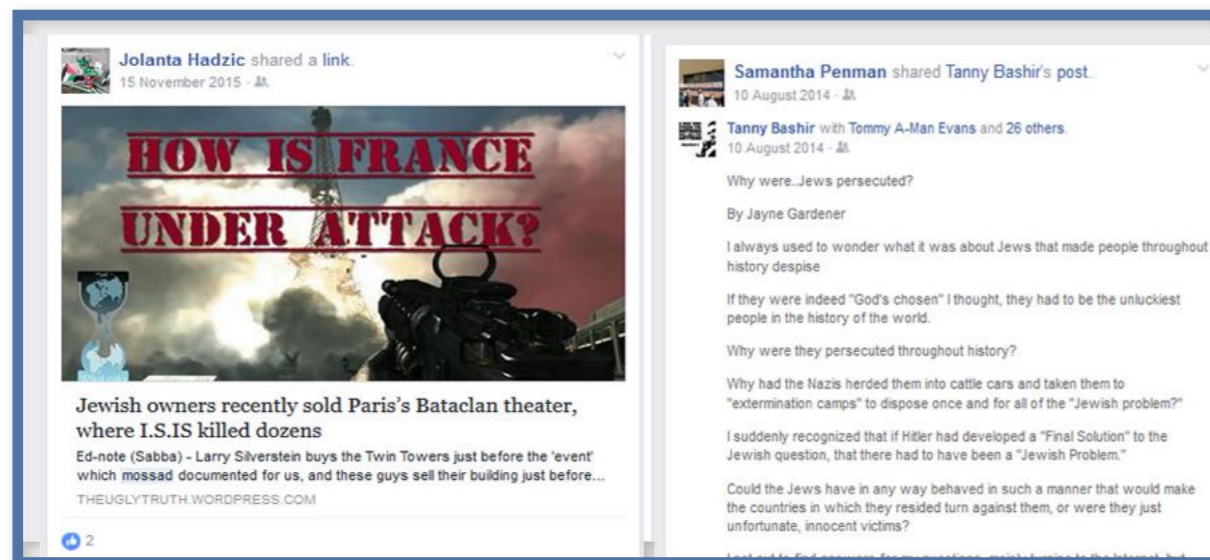 Jolanta Hadzic shared a link.
15 November 2015
HOW IS FRANCE
UNDER ATTACK?
Jewish owners recently sold Paris's Bataclan theater,
where I.S.IS killed dozens
Ed-note (Sabba) - Larry Silverstein buys the Twin Towers just before the 'event'
which mossad documented for us, and these guys sell their building just before...
THEUGLYTRUTH.WORDPRESS.COM
2
Samantha Penman shared Tanny Bashir's post.
10 August 2014
Tanny Bashir with Tommy A-Man Evans and 26 others.
10 August 2014
Why were..Jews persecuted?
By Jayne Gardener
I always used to wonder what it was about Jews that made people throughout
history despise
If they were indeed "God's chosen" I thought, they had to be the unluckiest
people in the history of the world.
Why were they persecuted throughout history?
Why had the Nazis herded them into cattle cars and taken them to
"extermination camps" to dispose once and for all of the "Jewish problem?"
I suddenly recognized that if Hitler had developed a "Final Solution" to the
Jewish question, that there had to have been a "Jewish Problem."
Could the Jews have in any way behaved in such a manner that would make
the countries in which they resided turn against them, or were they just
unfortunate, innocent victims?